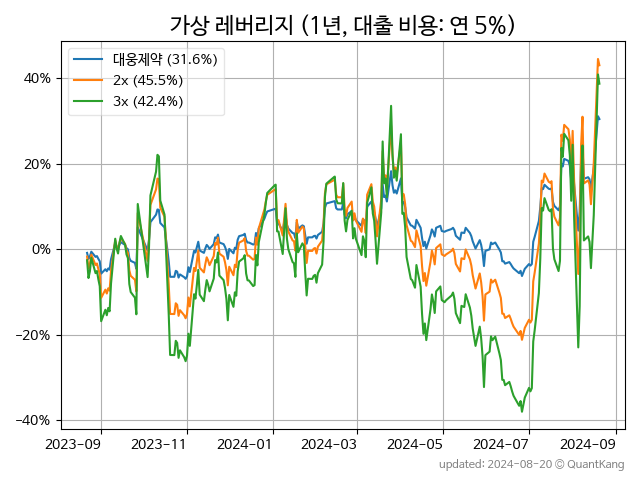 가상 레버리지 (1년, 대출 비용: 연 5%)
대웅제약 (31.6%)
2x (45.5%)
3x (42.4%)
40%
20%
0%
−20%
−40%
2023-09 2023-11 2024-01 2024-03 2024-05 2024-07 2024-09
updated: 2024-08-20 © QuantKang